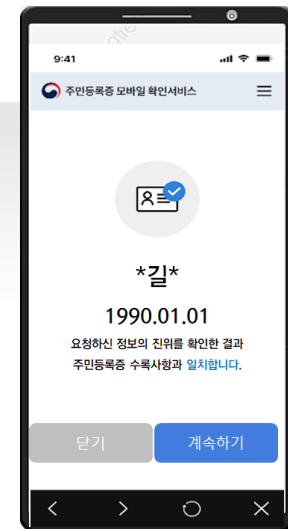 9:41
주민등록증 모바일 확인서비스
*길*
1990.01.01
요청하신 정보의 진위를 확인한 결과
주민등록증 수록사항과 일치합니다.
닫기
계속하기